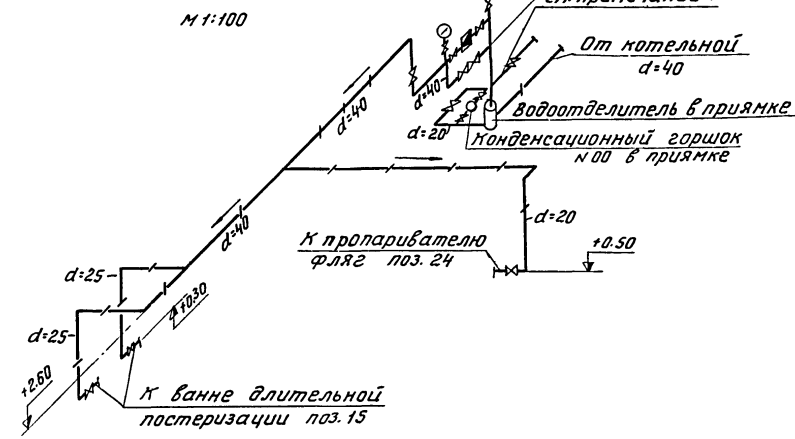 М 1:100
От котельной
d=40
d=40
d=40
Водоотделитель в приямке
d=20
Конденсационный горшок
№00 в приямке
d=40
d=20
К пропаривателю
фляг поз. 24
+0.50
d=25
+0.30
d=25
+2.60
К ванне длительной
постеризации поз. 15